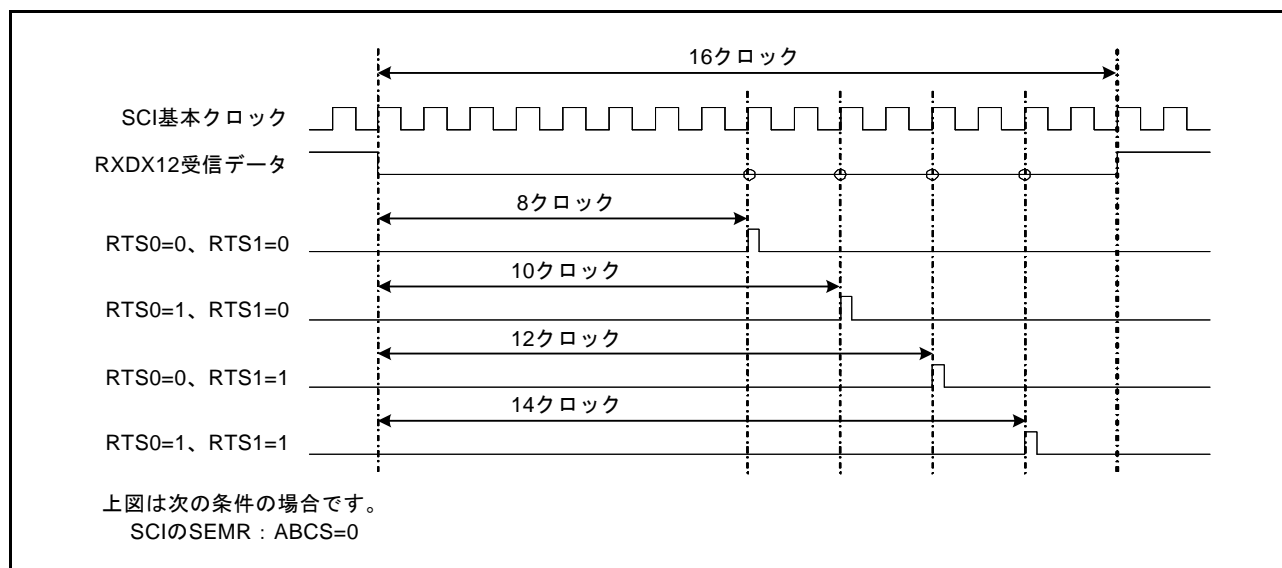 16クロック
SCI基本クロック
RXDX12受信データ
8クロック
RTS0=0、RTS1=0
10クロック
RTS0=1、RTS1=0
12クロック
RTS0=0、RTS1=1
14クロック
RTS0=1、RTS1=1
上図は次の条件の場合です。
SCIのSEMR：ABCS=0